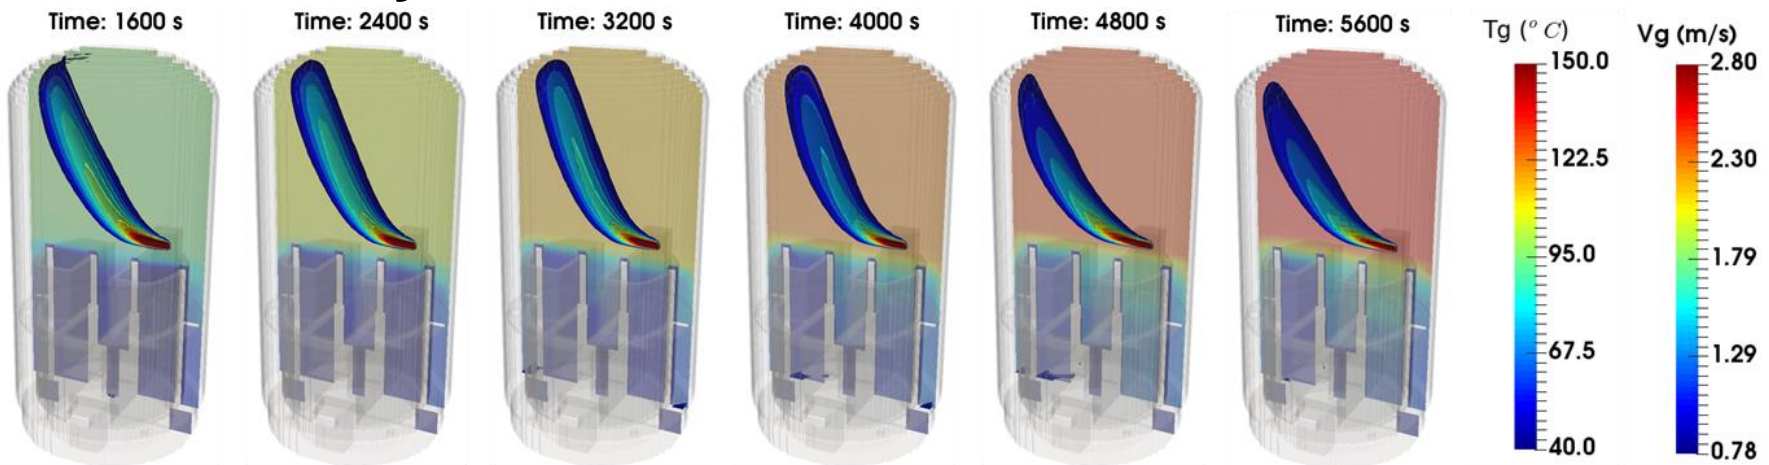 Time: 1600 s
Time: 2400 s
Time: 3200 s
Time: 4000 s
Time: 4800 s
Time: 5600 s
Tg (° C)
150.0
122.5
95.0
67.5
40.0
Vg (m/s)
2.80
2.30
1.79
1.29
0.78